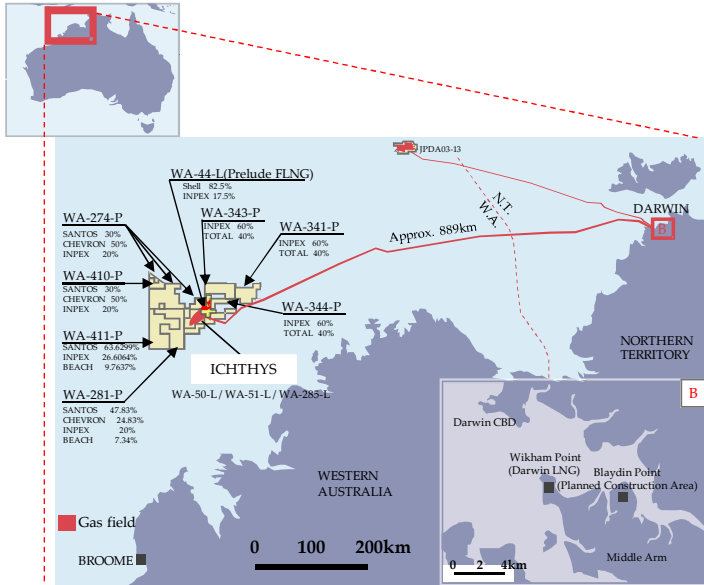 JPDA03-13
WA-44-L(Prelude FLNG)
Shell 82.5%
INPEX 17.5%
N.T.
W.A.
DARWIN
B
Approx. 889km
WA-274-P
SANTOS 30%
CHEVRON 50%
INPEX 20%
WA-343-P
INPEX 60%
TOTAL 40%
WA-341-P
INPEX 60%
TOTAL 40%
WA-410-P
SANTOS 30%
CHEVRON 50%
INPEX 20%
WA-344-P
INPEX 60%
TOTAL 40%
WA-411-P
SANTOS 63.6299%
INPEX 26.6064%
BEACH 9.7637%
ICHTHYS
WA-50-L / WA-51-L / WA-285-L
WA-281-P
SANTOS 47.83%
CHEVRON 24.83%
INPEX 20%
BEACH 7.34%
NORTHERN
TERRITORY
WESTERN
AUSTRALIA
Gas field
BROOME
0 100 200km
B
Darwin CBD
Wikham Point
(Darwin LNG)
Blaydin Point
(Planned Construction Area)
Middle Arm
0 2 4km